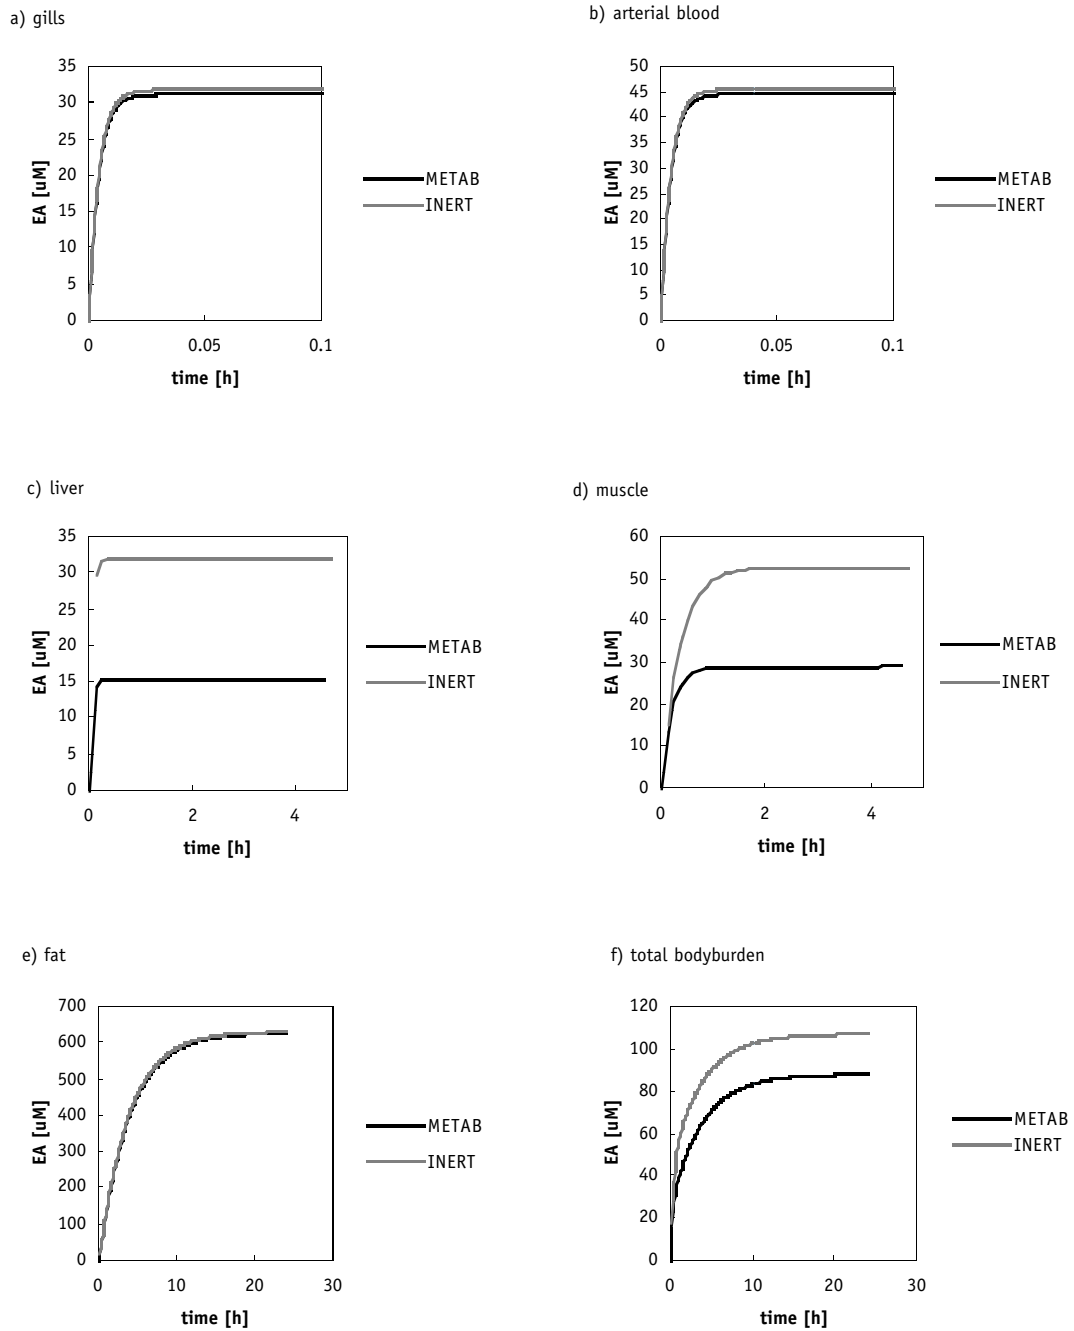 a) gills
EA [uM]
35
30
25
20
15
10
5
0
0 0.05 0.1
time [h]
METAB
INERT
b) arterial blood
EA [uM]
50
45
40
35
30
25
20
15
10
5
0
0 0.05 0.1
time [h]
METAB
INERT
c) liver
EA [uM]
35
30
25
20
15
10
5
0
0 2 4
time [h]
METAB
INERT
d) muscle
EA [uM]
60
50
40
30
20
10
0
0 2 4
time [h]
METAB
INERT
e) fat
EA [uM]
700
600
500
400
300
200
100
0
0 10 20 30
time [h]
METAB
INERT
f) total bodyburden
EA [uM]
120
100
80
60
40
20
0
0 10 20 30
time [h]
METAB
INERT